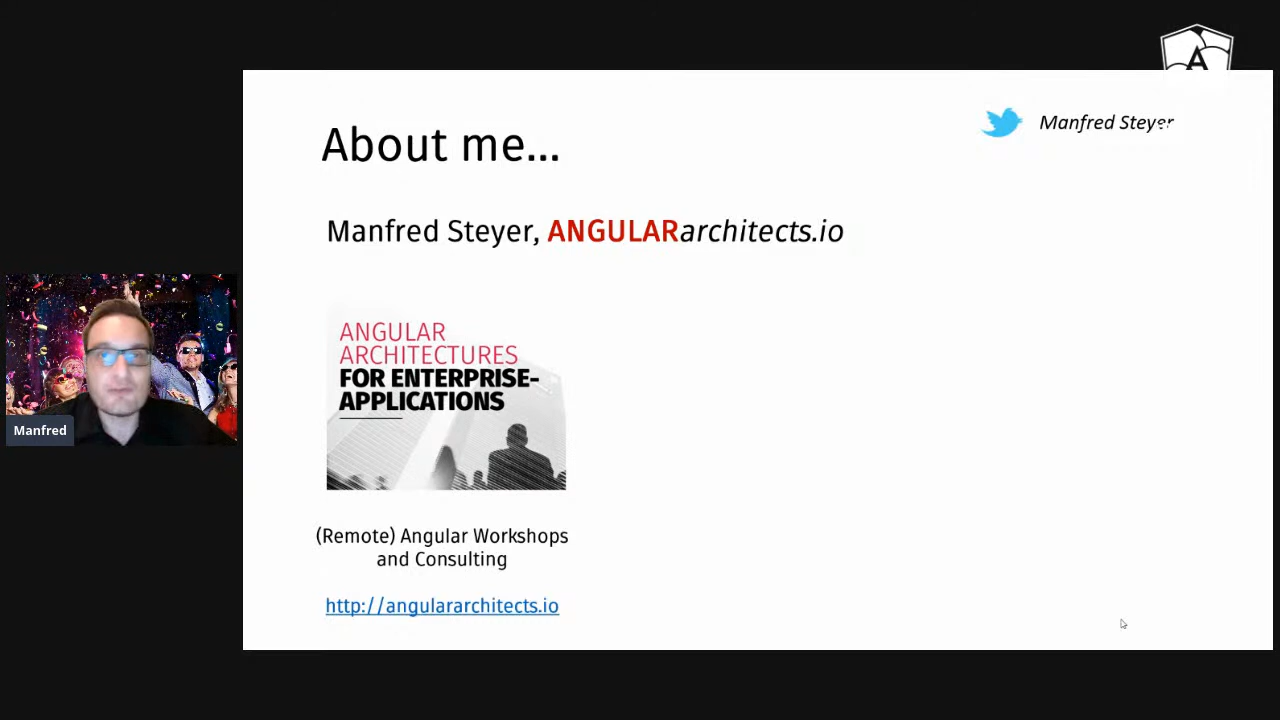 A
Manfred Steyer
About me...
Manfred Steyer, ANGULARarchitects.io
ANGULAR
ARCHITECTURES
FOR ENTERPRISE-
APPLICATIONS
Manfred
(Remote) Angular Workshops
and Consulting
http://angulararchitects.io